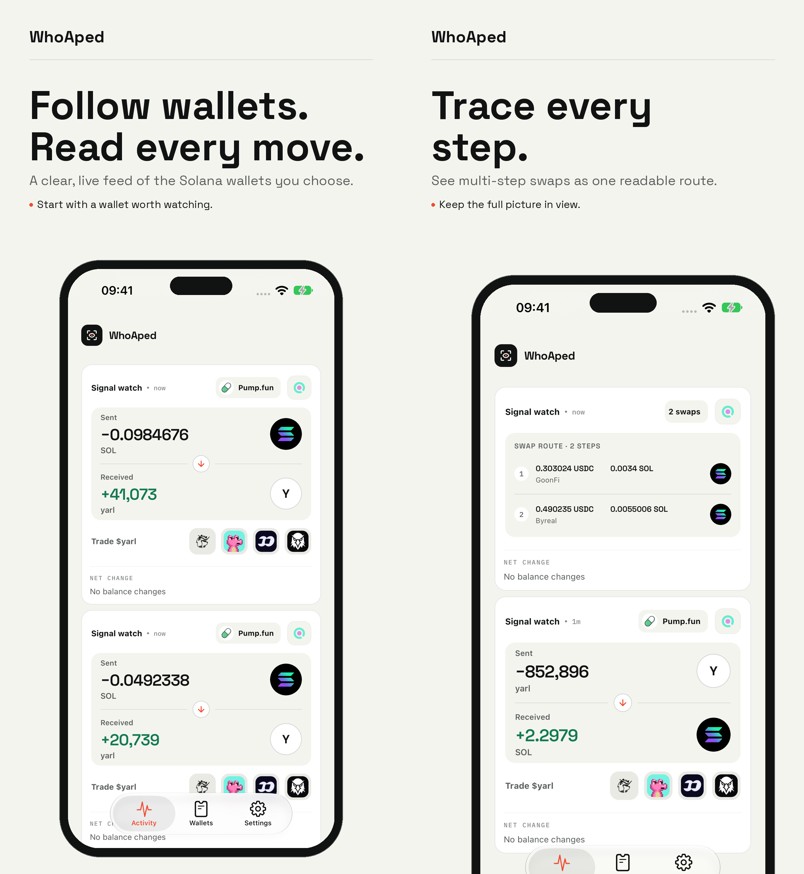 WhoAped
Follow wallets.
Read every move.
A clear, live feed of the Solana wallets you choose.
• Start with a wallet worth watching.
09:41
WhoAped
Signal watch • now
Pump.fun
Sent
−0.0984676
SOL
Received
+41,073
yarl
Y
Trade $yarl
NET CHANGE
No balance changes
Signal watch • now
Pump.fun
Sent
−0.0492338
SOL
Received
+20,739
yarl
Y
Trade $yarl
NET C
No balance changes
Activity
Wallets
Settings
WhoAped
Trace every
step.
See multi-step swaps as one readable route.
• Keep the full picture in view.
09:41
WhoAped
Signal watch • now
2 swaps
SWAP ROUTE · 2 STEPS
1 0.303024 USDC 0.0034 SOL
GoonFi
2 0.490235 USDC 0.0055006 SOL
Byreal
NET CHANGE
No balance changes
Signal watch • 1m
Pump.fun
Sent
−852,896
yarl
Y
Received
+2.2979
SOL
Trade $yarl
NET CHANGE
No balance changes